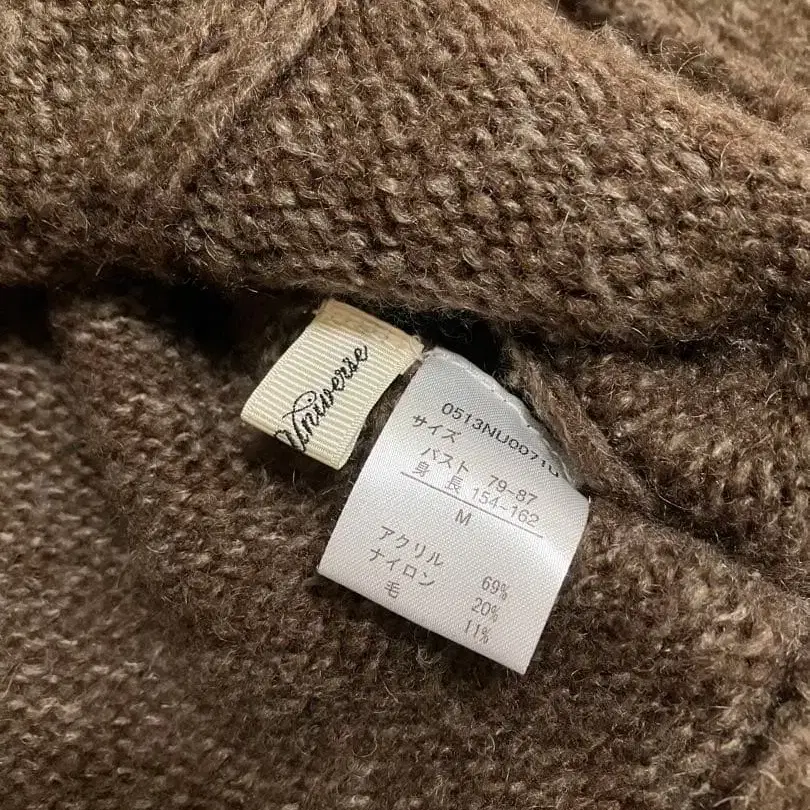 Universe
0513NU0071
サイズ
バスト 79-87
身長 154-162
M
アクリル 69%
ナイロン 20%
毛 11%